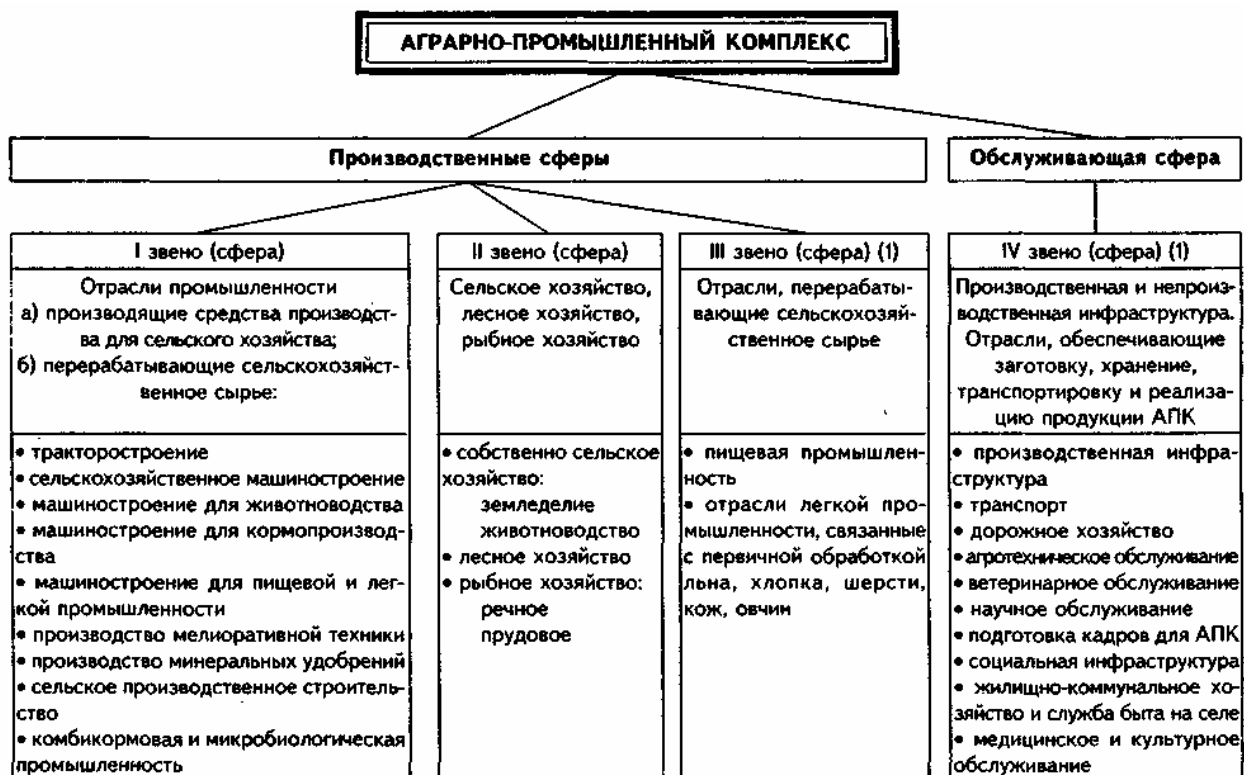 АГРАРНО-ПРОМЫШЛЕННЫЙ КОМПЛЕКС
Производственные сферы
Обслуживающая сфера
I звено (сфера)
Отрасли промышленности
а) производящие средства производст-
ва для сельского хозяйства;
б) перерабатывающие сельскохозяйст-
венное сырье:
• тракторостроение
• сельскохозяйственное машиностроение
• машиностроение для животноводства
• машиностроение для кормопроизвод-
ства
• машиностроение для пищевой и лег-
кой промышленности
• производство мелиоративной техники
• производство минеральных удобрений
• сельское производственное строитель-
ство
• комбикормовая и микробиологическая
промышленность
II звено (сфера)
Сельское хозяйство,
лесное хозяйство,
рыбное хозяйство
• собственно сельское
хозяйство:
земледелие
животноводство
• лесное хозяйство
• рыбное хозяйство:
речное
прудовое
III звено (сфера) (1)
Отрасли, перерабаты-
вающие сельскохозяй-
ственное сырье
• пищевая промышлен-
ность
• отрасли легкой про-
мышленности, связанные
с первичной обработкой
льна, хлопка, шерсти,
кож, овчин
IV звено (сфера) (1)
Производственная и непроиз-
водственная инфраструктура.
Отрасли, обеспечивающие
заготовку, хранение,
транспортировку и реализа-
цию продукции АПК
• производственная инфра-
структура
• транспорт
• дорожное хозяйство
• агротехническое обслуживание
• ветеринарное обслуживание
• научное обслуживание
• подготовка кадров для АПК
• социальная инфраструктура
• жилищно-коммунальное хо-
зяйство и служба быта на селе
• медицинское и культурное
обслуживание